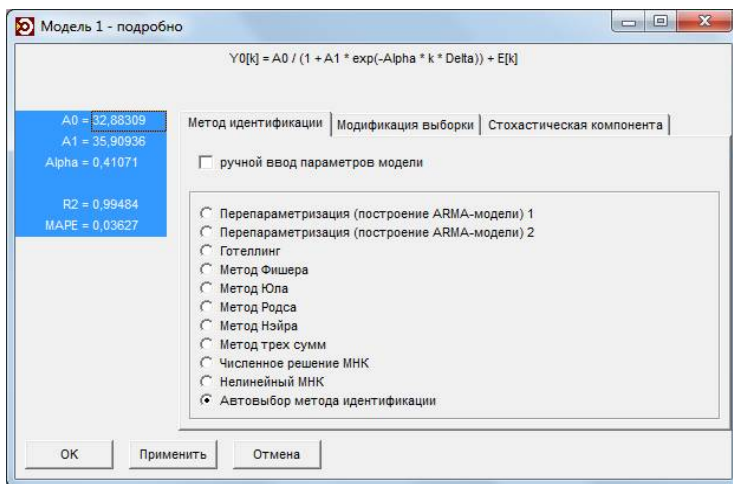 Модель 1 - подробно
Y0[k] = A0 / (1 + A1 * exp(-Alpha * k * Delta)) + E[k]
A0 = 32,88309
A1 = 35,90936
Alpha = 0,41071
R2 = 0,99484
MAPE = 0,03627
Метод идентификации
Модификация выборки
Стохастическая компонента
ручной ввод параметров модели
Перепараметризация (построение ARMA-модели) 1
Перепараметризация (построение ARMA-модели) 2
Готеллинг
Метод Фишера
Метод Юла
Метод Родса
Метод Нэйра
Метод трех сумм
Численное решение МНК
Нелинейный МНК
Автовыбор метода идентификации
ОК
Применить
Отмена